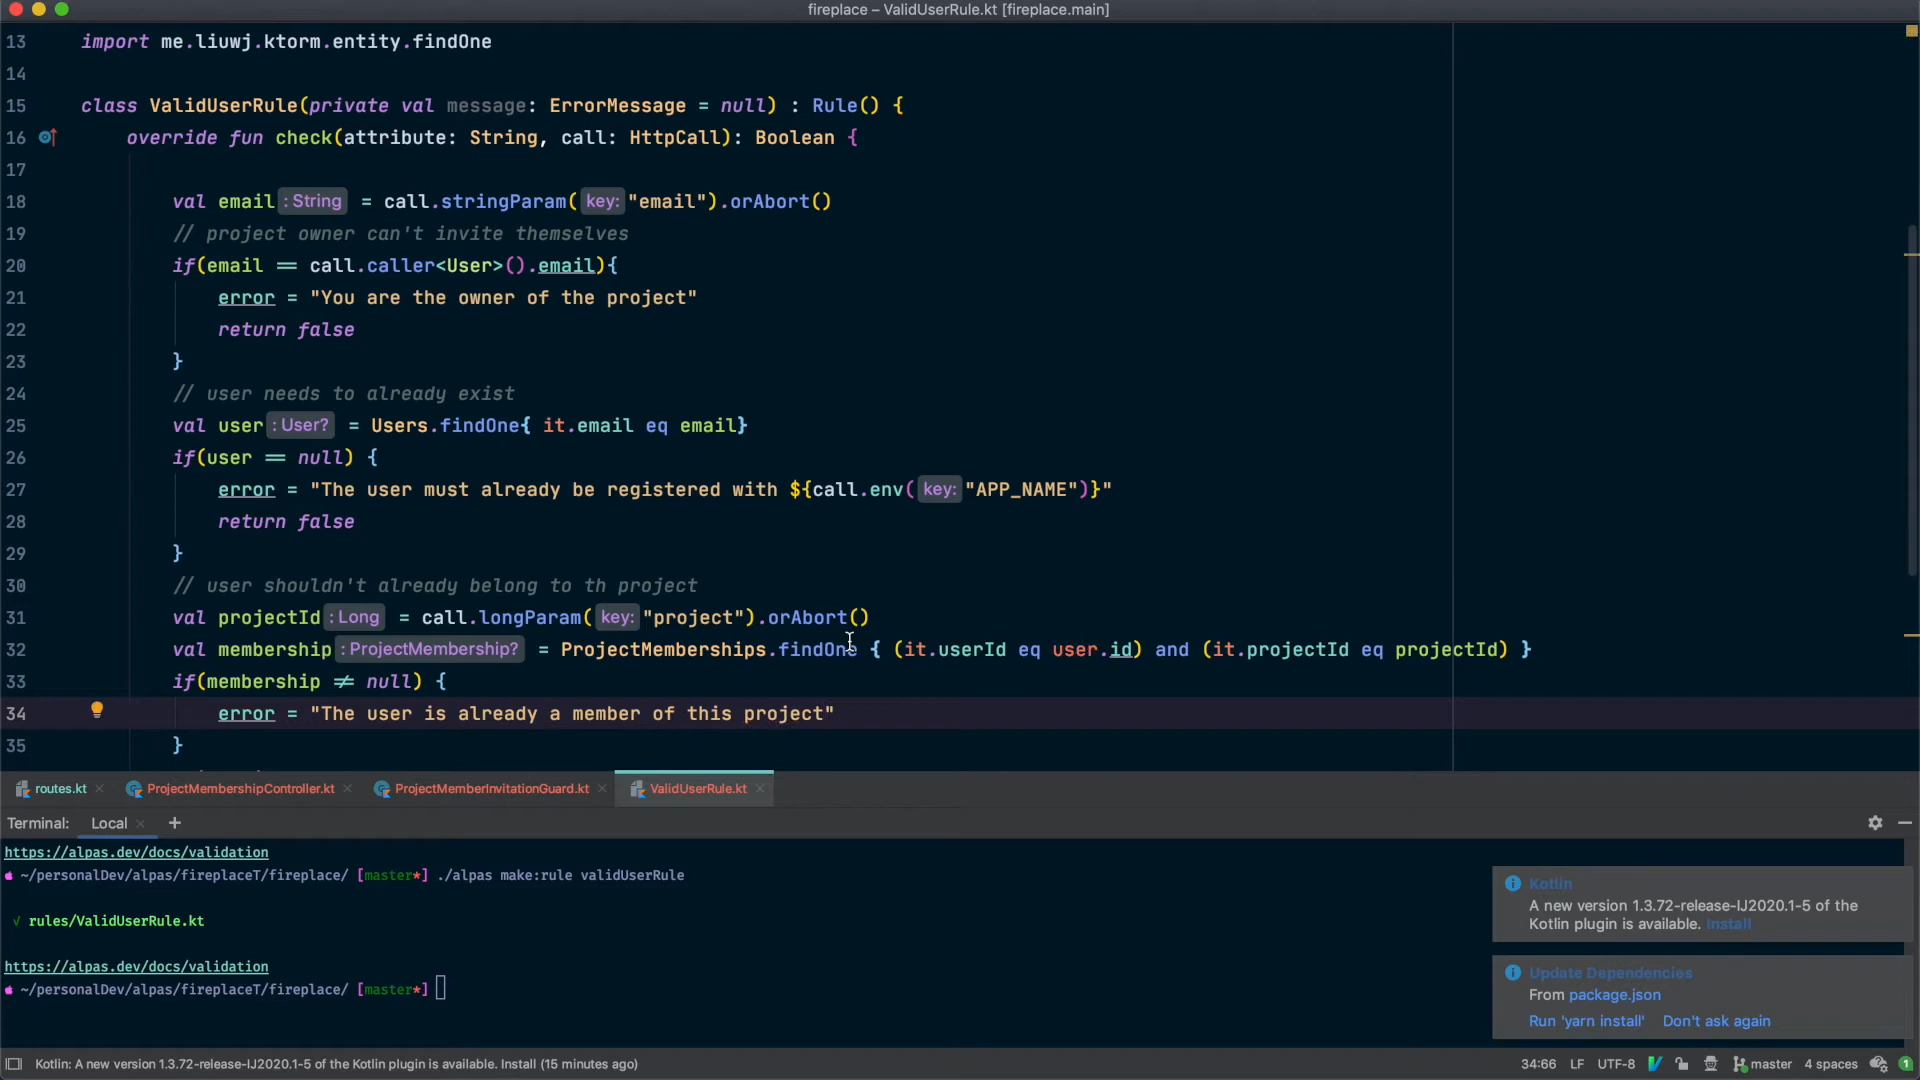 fireplace – ValidUserRule.kt [fireplace.main]
13 import me.liuwj.ktorm.entity.findOne
14
15 class ValidUserRule(private val message: ErrorMessage = null) : Rule() {
16 override fun check(attribute: String, call: HttpCall): Boolean {
17
18 val email : String = call.stringParam( key: "email").orAbort()
19 // project owner can't invite themselves
20 if(email == call.caller<User>().email){
21 error = "You are the owner of the project"
22 return false
23 }
24 // user needs to already exist
25 val user : User? = Users.findOne{ it.email eq email}
26 if(user == null) {
27 error = "The user must already be registered with ${call.env( key: "APP_NAME")}"
28 return false
29 }
30 // user shouldn't already belong to th project
31 val projectId : Long = call.longParam( key: "project").orAbort()
32 val membership : ProjectMembership? = ProjectMemberships.findOne { (it.userId eq user.id) and (it.projectId eq projectId) }
33 if(membership ≠ null) {
34 error = "The user is already a member of this project"
35 }
routes.kt ProjectMembershipController.kt ProjectMemberInvitationGuard.kt ValidUserRule.kt
Terminal: Local +
https://alpas.dev/docs/validation
~/personalDev/alpas/fireplaceT/fireplace/ [master*] ./alpas make:rule validUserRule
√ rules/ValidUserRule.kt
https://alpas.dev/docs/validation
~/personalDev/alpas/fireplaceT/fireplace/ [master*]
Kotlin
A new version 1.3.72-release-IJ2020.1-5 of the
Kotlin plugin is available. Install
Update Dependencies
From package.json
Run 'yarn install' Don't ask again
Kotlin: A new version 1.3.72-release-IJ2020.1-5 of the Kotlin plugin is available. Install (15 minutes ago) 34:66 LF UTF-8 master 4 spaces 1